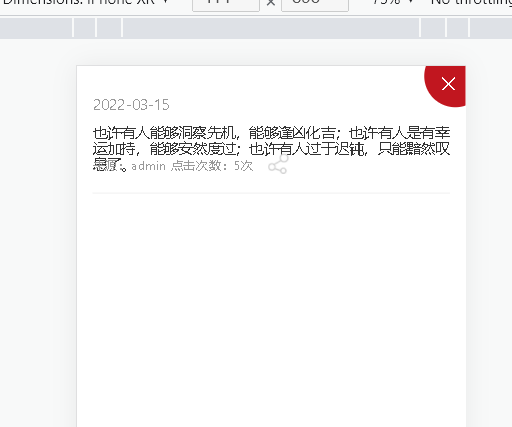 Dimensions: iPhone XR
75%
No throttling
2022-03-15
也许有人能够洞察先机，能够逢凶化吉；也许有人是有幸
运加持，能够安然度过；也许有人过于迟钝，只能黯然叹
息了。
admin 点击次数：5次